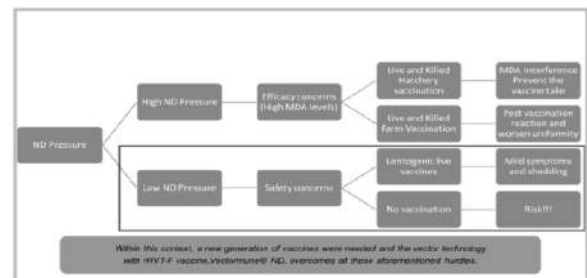 ND Pressure
High ND Pressure
Efficacy concerns
(High MDA levels)
Live and Killed
Hatchery
vaccination
MDA Interference
Prevent the
vaccine take
Live and Killed
Farm Vaccination
Post vaccination
reaction and
worsen uniformity
Low ND Pressure
Safety concerns
Lentogenic live
vaccines
Mild symptoms
and shedding
No vaccination
Risk!!!
Within this context, a new generation of vaccines were needed and the vector technology
with rHVT-F vaccine, Vectormune® ND, overcomes all these aforementioned hurdles.